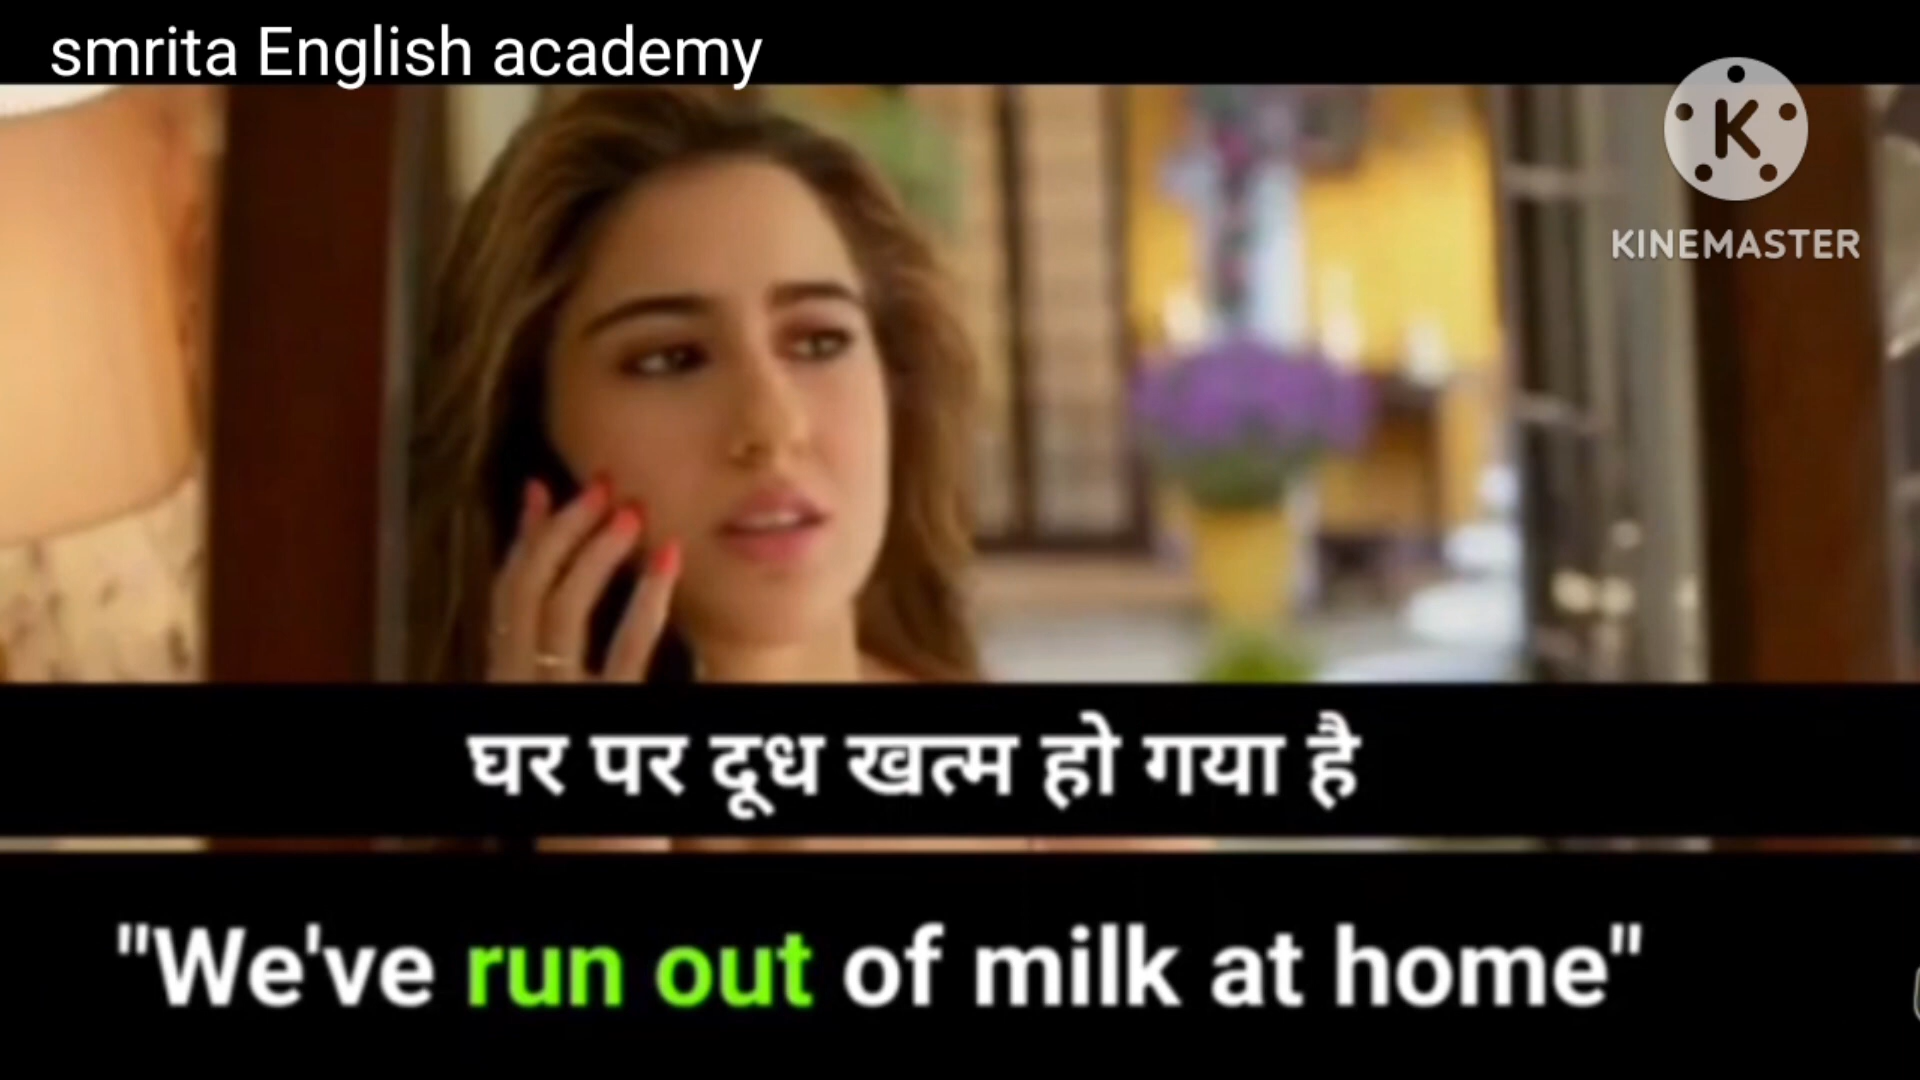 smrita English academy
K
KINEMASTER
घर पर दूध खत्म हो गया है
"We've run out of milk at home"